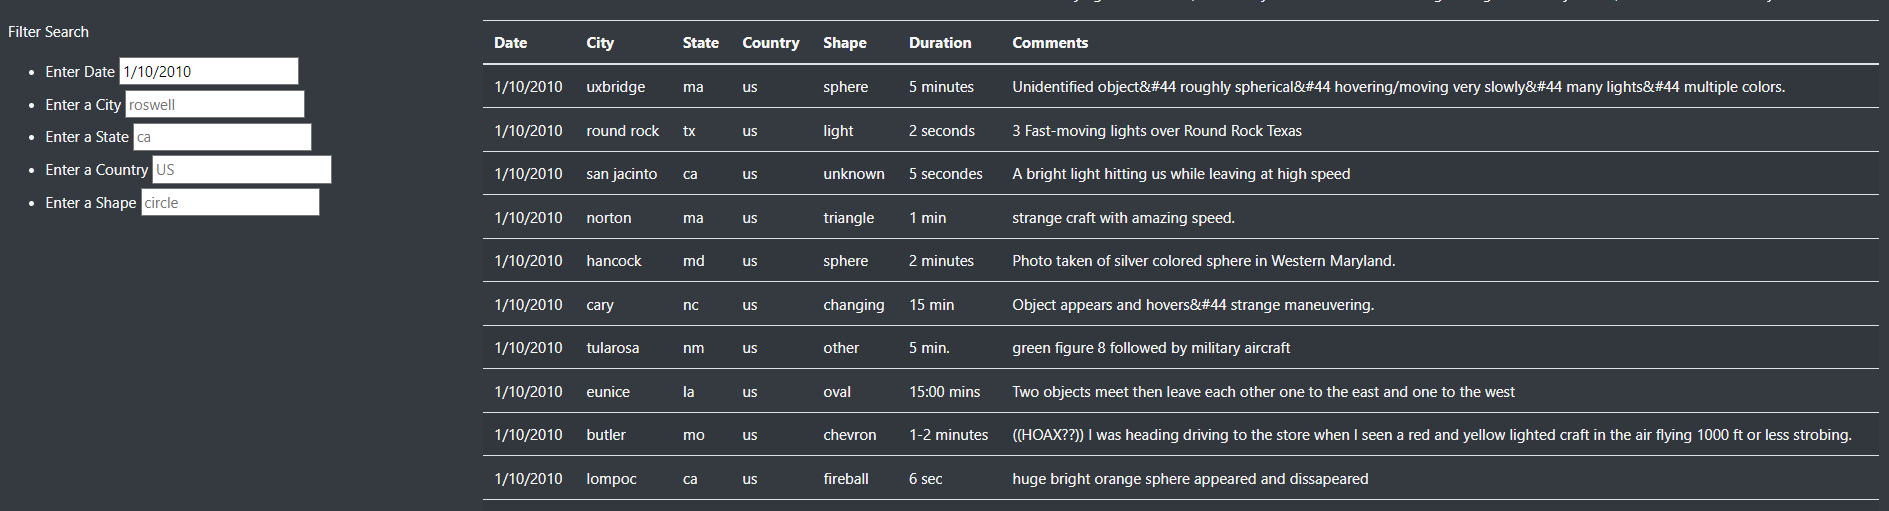 Filter Search
Enter Date 1/10/2010
Enter a City roswell
Enter a State ca
Enter a Country US
Enter a Shape circle
Date City State Country Shape Duration Comments
1/10/2010 uxbridge ma us sphere 5 minutes Unidentified object&#44 roughly spherical&#44 hovering/moving very slowly&#44 many lights&#44 multiple colors.
1/10/2010 round rock tx us light 2 seconds 3 Fast-moving lights over Round Rock Texas
1/10/2010 san jacinto ca us unknown 5 secondes A bright light hitting us while leaving at high speed
1/10/2010 norton ma us triangle 1 min strange craft with amazing speed.
1/10/2010 hancock md us sphere 2 minutes Photo taken of silver colored sphere in Western Maryland.
1/10/2010 cary nc us changing 15 min Object appears and hovers&#44 strange maneuvering.
1/10/2010 tularosa nm us other 5 min. green figure 8 followed by military aircraft
1/10/2010 eunice la us oval 15:00 mins Two objects meet then leave each other one to the east and one to the west
1/10/2010 butler mo us chevron 1-2 minutes ((HOAX??)) I was heading driving to the store when I seen a red and yellow lighted craft in the air flying 1000 ft or less strobing.
1/10/2010 lompoc ca us fireball 6 sec huge bright orange sphere appeared and dissapeared